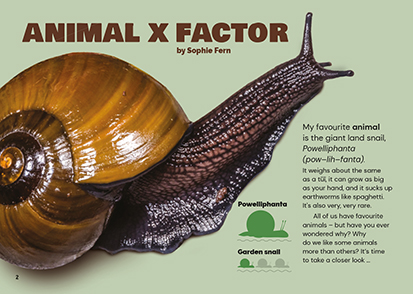 ANIMAL X FACTOR
by Sophie Fern
My favourite animal
is the giant land snail,
Powelliphanta
(pow–lih–fanta).
It weighs about the same
as a tūī, it can grow as big
as your hand, and it sucks up
earthworms like spaghetti.
It's also very, very rare.
All of us have favourite
animals – but have you ever
wondered why? Why
do we like some animals
more than others? It's time
to take a closer look ...
Powelliphanta
Garden snail
2